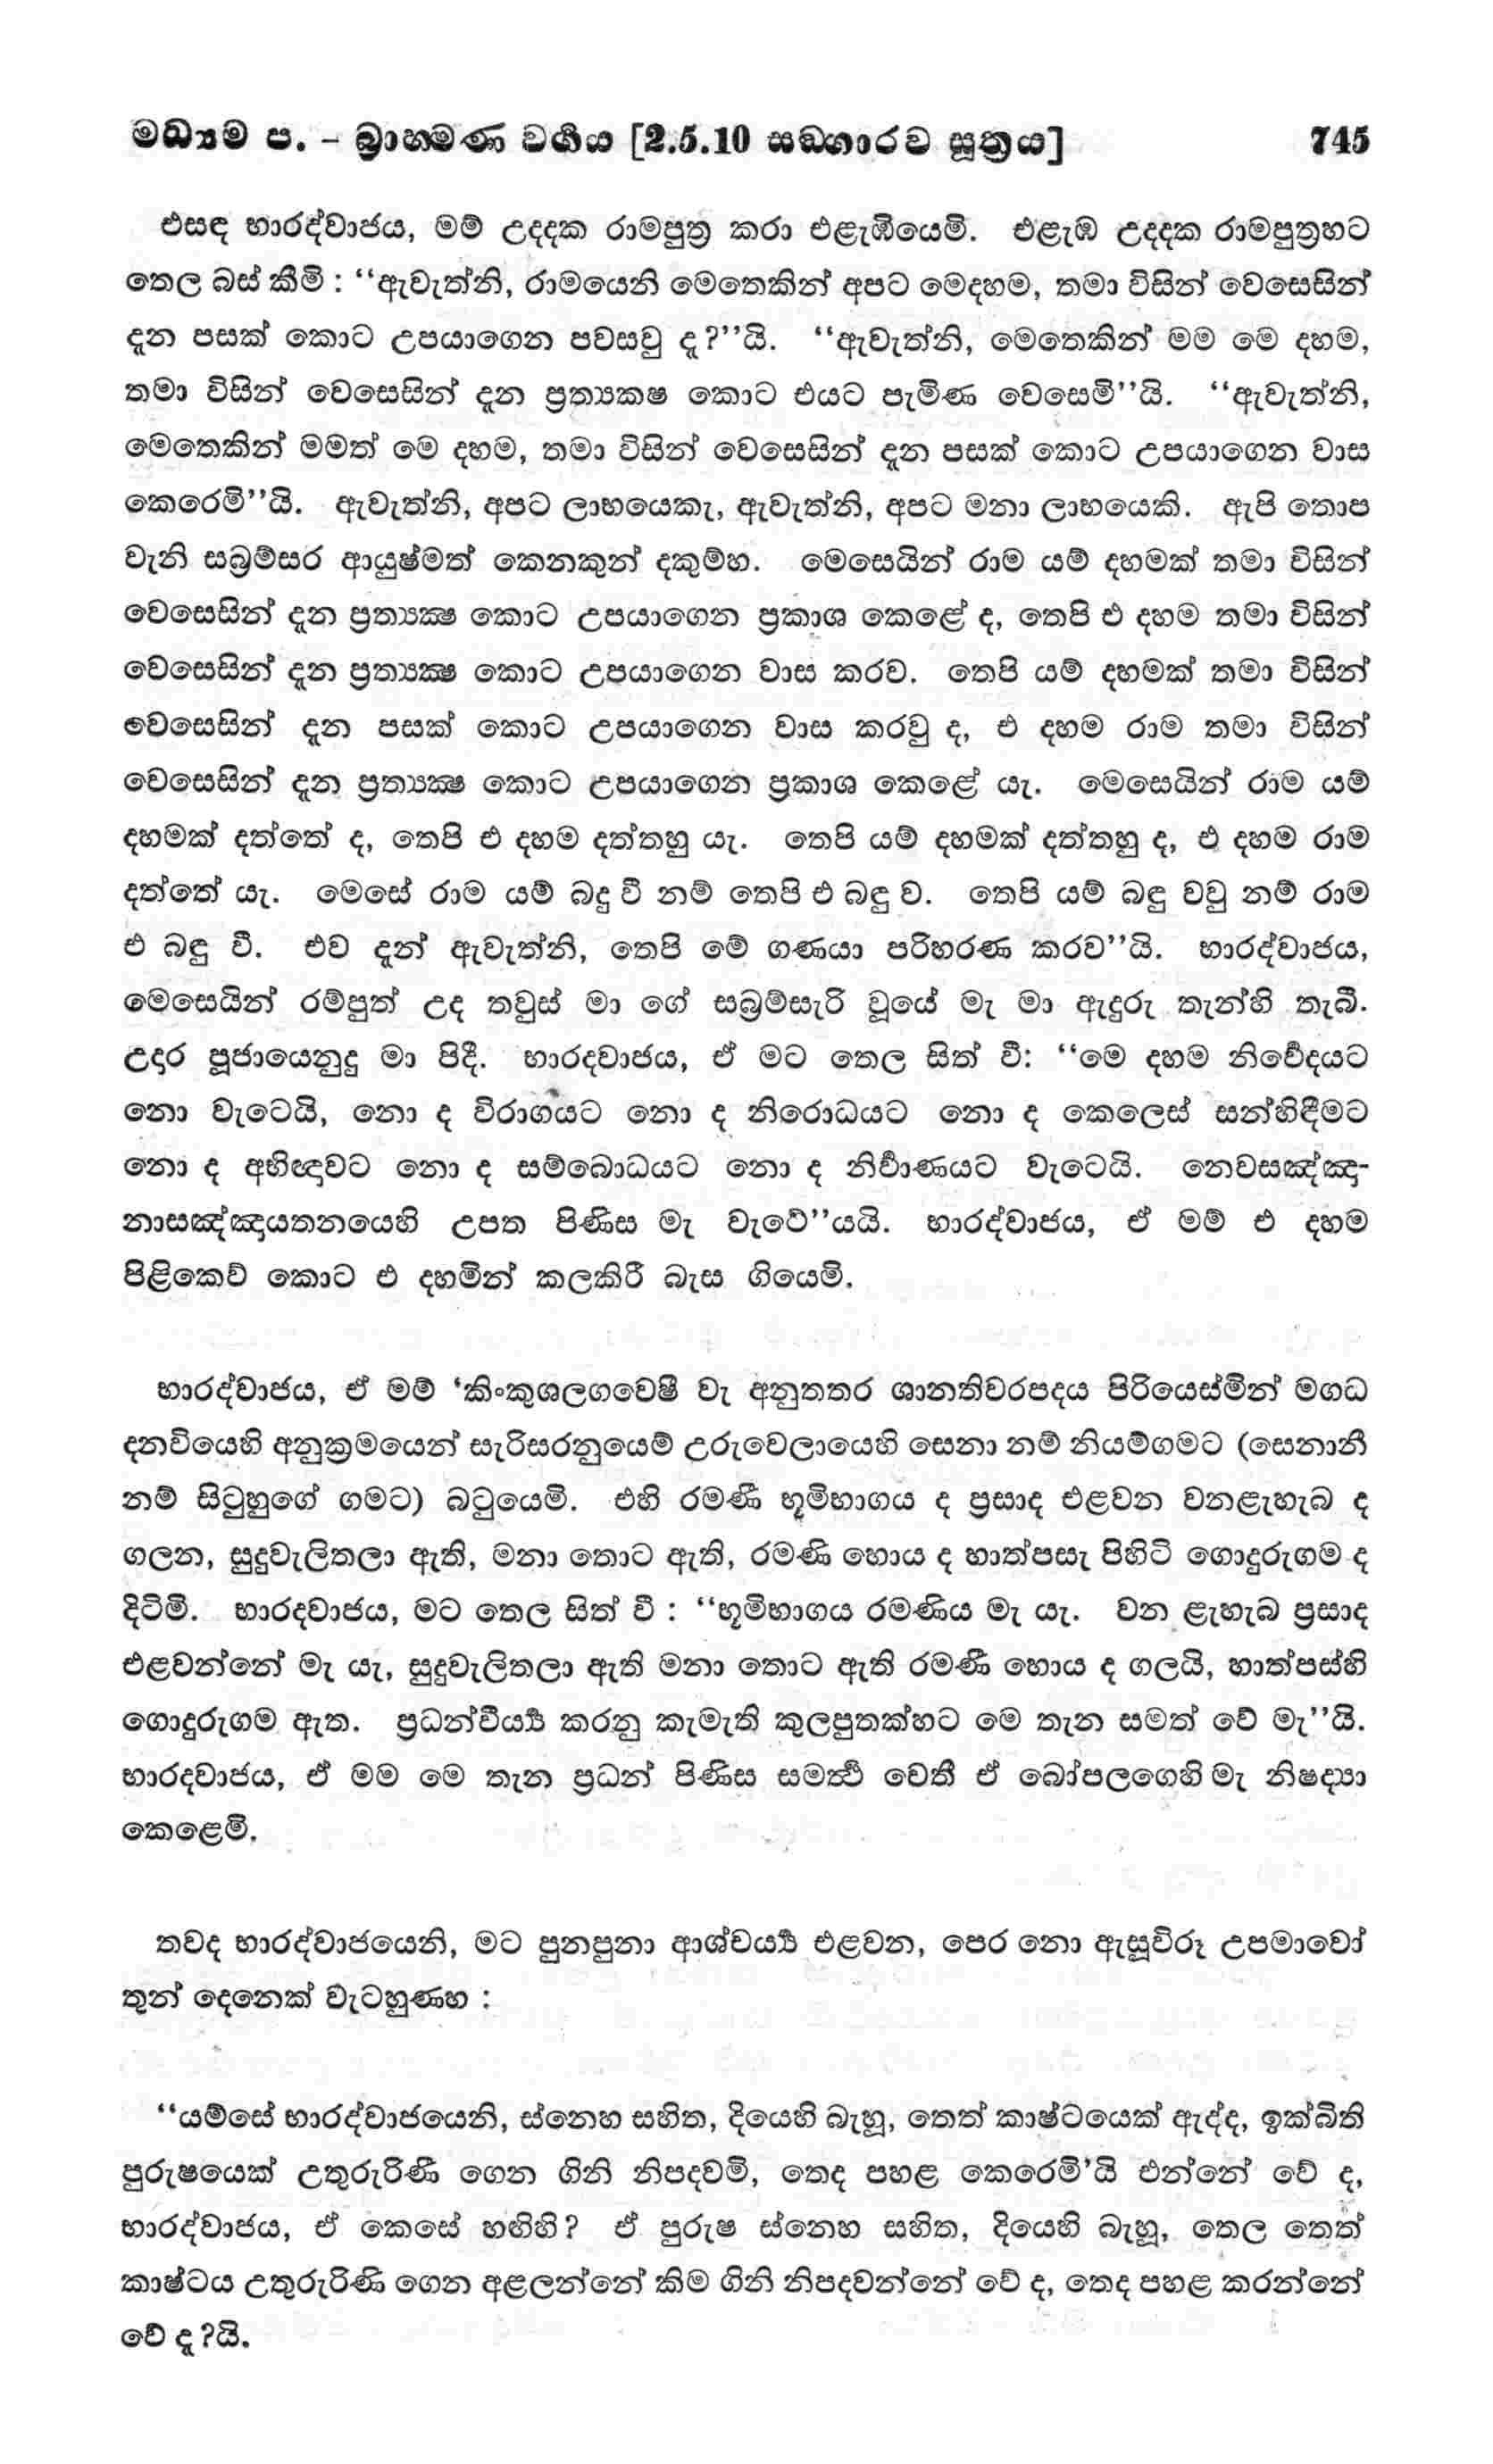 මධ්‍යම ප. – බ්‍රාහ්මණ වර්‍ගය [2.5.10 සඞ්ගාරව සූත්‍රය] 745
එසඳ භාරද්වාජය, මම් උදදක රාමපුත්‍ර කරා එළැඹියෙමි. එළැඹ උදදක රාමපුත්‍රහට
තෙල බස් කීමි : “ඇවැත්නි, රාමයෙනි මෙතෙකින් අපට මෙදහම, තමා විසින් වෙසෙසින්
දැන පසක් කොට උපයාගෙන පවසවු දැ?”යි. “ඇවැත්නි, මෙතෙකින් මම මෙ දහම,
තමා විසින් වෙසෙසින් දැන ප්‍රත්‍යකෂ කොට එයට පැමිණ වෙසෙමි”යි. “ඇවැත්නි,
මෙතෙකින් මමත් මෙ දහම, තමා විසින් වෙසෙසින් දැන පසක් කොට උපයාගෙන වාස
කෙරෙමි”යි. ඇවැත්නි, අපට ලාභයෙකැ, ඇවැත්නි, අපට මනා ලාභයෙකි. ඇපි තොප
වැනි සබ්‍රම්සර ආයුෂ්මත් කෙනකුන් දකුම්හ. මෙසෙයින් රාම යම් දහමක් තමා විසින්
වෙසෙසින් දැන ප්‍රත්‍යක්‍ෂ කොට උපයාගෙන ප්‍රකාශ කෙළේ ද, තෙපි එ දහම තමා විසින්
වෙසෙසින් දැන ප්‍රත්‍යක්‍ෂ කොට උපයාගෙන වාස කරව. තෙපි යම් දහමක් තමා විසින්
වෙසෙසින් දැන පසක් කොට උපයාගෙන වාස කරවු ද, එ දහම රාම තමා විසින්
වෙසෙසින් දැන ප්‍රත්‍යක්‍ෂ කොට උපයාගෙන ප්‍රකාශ කෙළේ යැ. මෙසෙයින් රාම යම්
දහමක් දත්තේ ද, තෙපි එ දහම දත්තහු යැ. තෙපි යම් දහමක් දත්තහු ද, එ දහම රාම
දත්තේ යැ. මෙසේ රාම යම් බඳු වී නම් තෙපි එ බඳු ව. තෙපි යම් බඳු වවු නම් රාම
එ බඳු වී. එව දැන් ඇවැත්නි, තෙපි මේ ගණයා පරිහරණ කරව”යි. භාරද්වාජය,
මෙසෙයින් රම්පුත් උද තවුස් මා ගේ සබ්‍රම්සැරි වූයේ මැ මා ඇදුරු තැන්හි තැබී.
උදාර පූජායෙනුදු මා පිදී. භාරදවාජය, ඒ මට තෙල සිත් වී: “මෙ දහම නිර්වේදයට
නො වැටෙයි, නො ද විරාගයට නො ද නිරොධයට නො ද කෙලෙස් සන්හිඳීමට
නො ද අභිඥාවට නො ද සම්බොධයට නො ද නිර්වාණයට වැටෙයි. නෙවසඤ්ඤා-
නාසඤ්ඤායතනයෙහි උපත පිණිස මැ වැටේ”යයි. භාරද්වාජය, ඒ මම් එ දහම
පිළිකෙව් කොට එ දහමින් කලකිරී බැස ගියෙමි.
භාරද්වාජය, ඒ මම් ‘කිංකුශලගවෙෂී වැ අනුතතර ශානතිවරපදය පිරියෙස්මින් මගධ
දනවියෙහි අනුක්‍රමයෙන් සැරිසරනුයෙම් උරුවෙලායෙහි සෙනා නම් නියම්ගමට (සෙනානී
නම් සිටුහුගේ ගමට) බටුයෙමි. එහි රමණී භූමිභාගය ද ප්‍රසාද එළවන වනළැහැබ ද
ගලන, සුදුවැලිතලා ඇති, මනා තොට ඇති, රමණි හොය ද හාත්පසැ පිහිටි ගොදුරුගම ද
දිටිමි. භාරදවාජය, මට තෙල සිත් වී : “භූමිභාගය රමණිය මැ යැ. වන ළැහැබ ප්‍රසාද
එළවන්නේ මැ යැ, සුදුවැලිතලා ඇති මනා තොට ඇති රමණී හොය ද ගලයි, හාත්පස්හි
ගොදුරුගම ඇත. ප්‍රධන්වීර්‍ය්‍ය කරනු කැමැති කුලපුතක්හට මෙ තැන සමත් වේ මැ”යි.
භාරදවාජය, ඒ මම මෙ තැන ප්‍රධන් පිණිස සමර්‍ත්‍ථ වෙතී ඒ බෝපලගෙහි මැ නිෂද්‍යා
කෙළෙමි.
තවද භාරද්වාජයෙනි, මට පුනපුනා ආශ්චර්‍ය්‍ය එළවන, පෙර නො ඇසූවිරූ උපමාවෝ
තුන් දෙනෙක් වැටහුණහ :
“යම්සේ භාරද්වාජයෙනි, ස්නෙහ සහිත, දියෙහි බැහූ, තෙත් කාෂ්ටයෙක් ඇද්ද, ඉක්බිති
පුරුෂයෙක් උතුරුරිණී ගෙන ගිනි නිපදවමි, තෙද පහළ කෙරෙමි’යි එන්නේ වේ ද,
භාරද්වාජය, ඒ කෙසේ හඟිහි? ඒ පුරුෂ ස්නෙහ සහිත, දියෙහි බැහූ, තෙල තෙත්
කාෂ්ටය උතුරුරිණි ගෙන අළලන්නේ කිම ගිනි නිපදවන්නේ වේ ද, තෙද පහළ කරන්නේ
වේ දැ?යි.